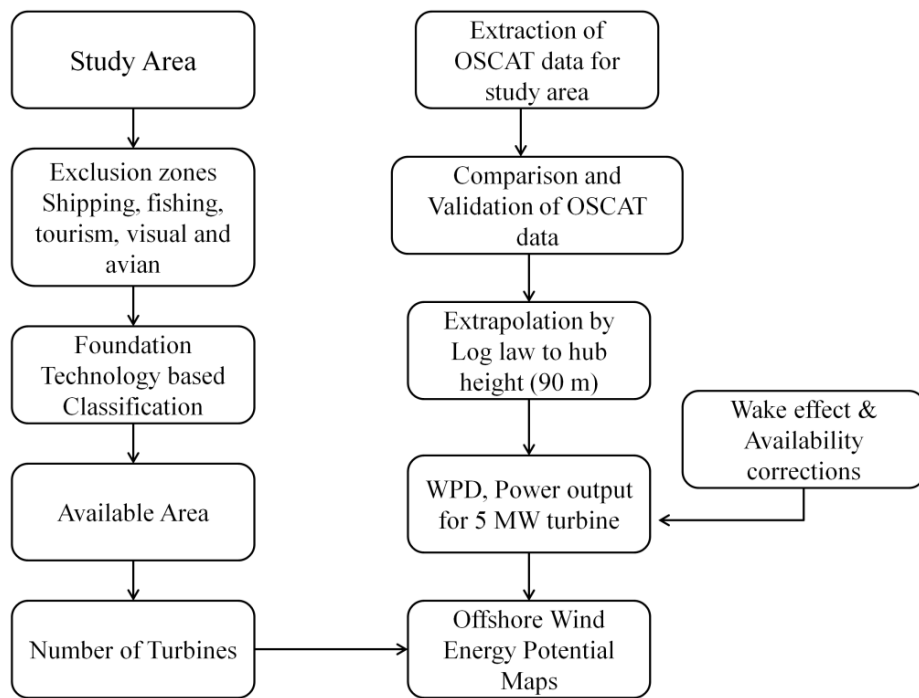 Study Area
Exclusion zones
Shipping, fishing,
tourism, visual and
avian
Foundation
Technology based
Classification
Available Area
Number of Turbines
Extraction of
OSCAT data for
study area
Comparison and
Validation of OSCAT
data
Extrapolation by
Log law to hub
height (90 m)
WPD, Power output
for 5 MW turbine
Offshore Wind
Energy Potential
Maps
Wake effect &
Availability
corrections